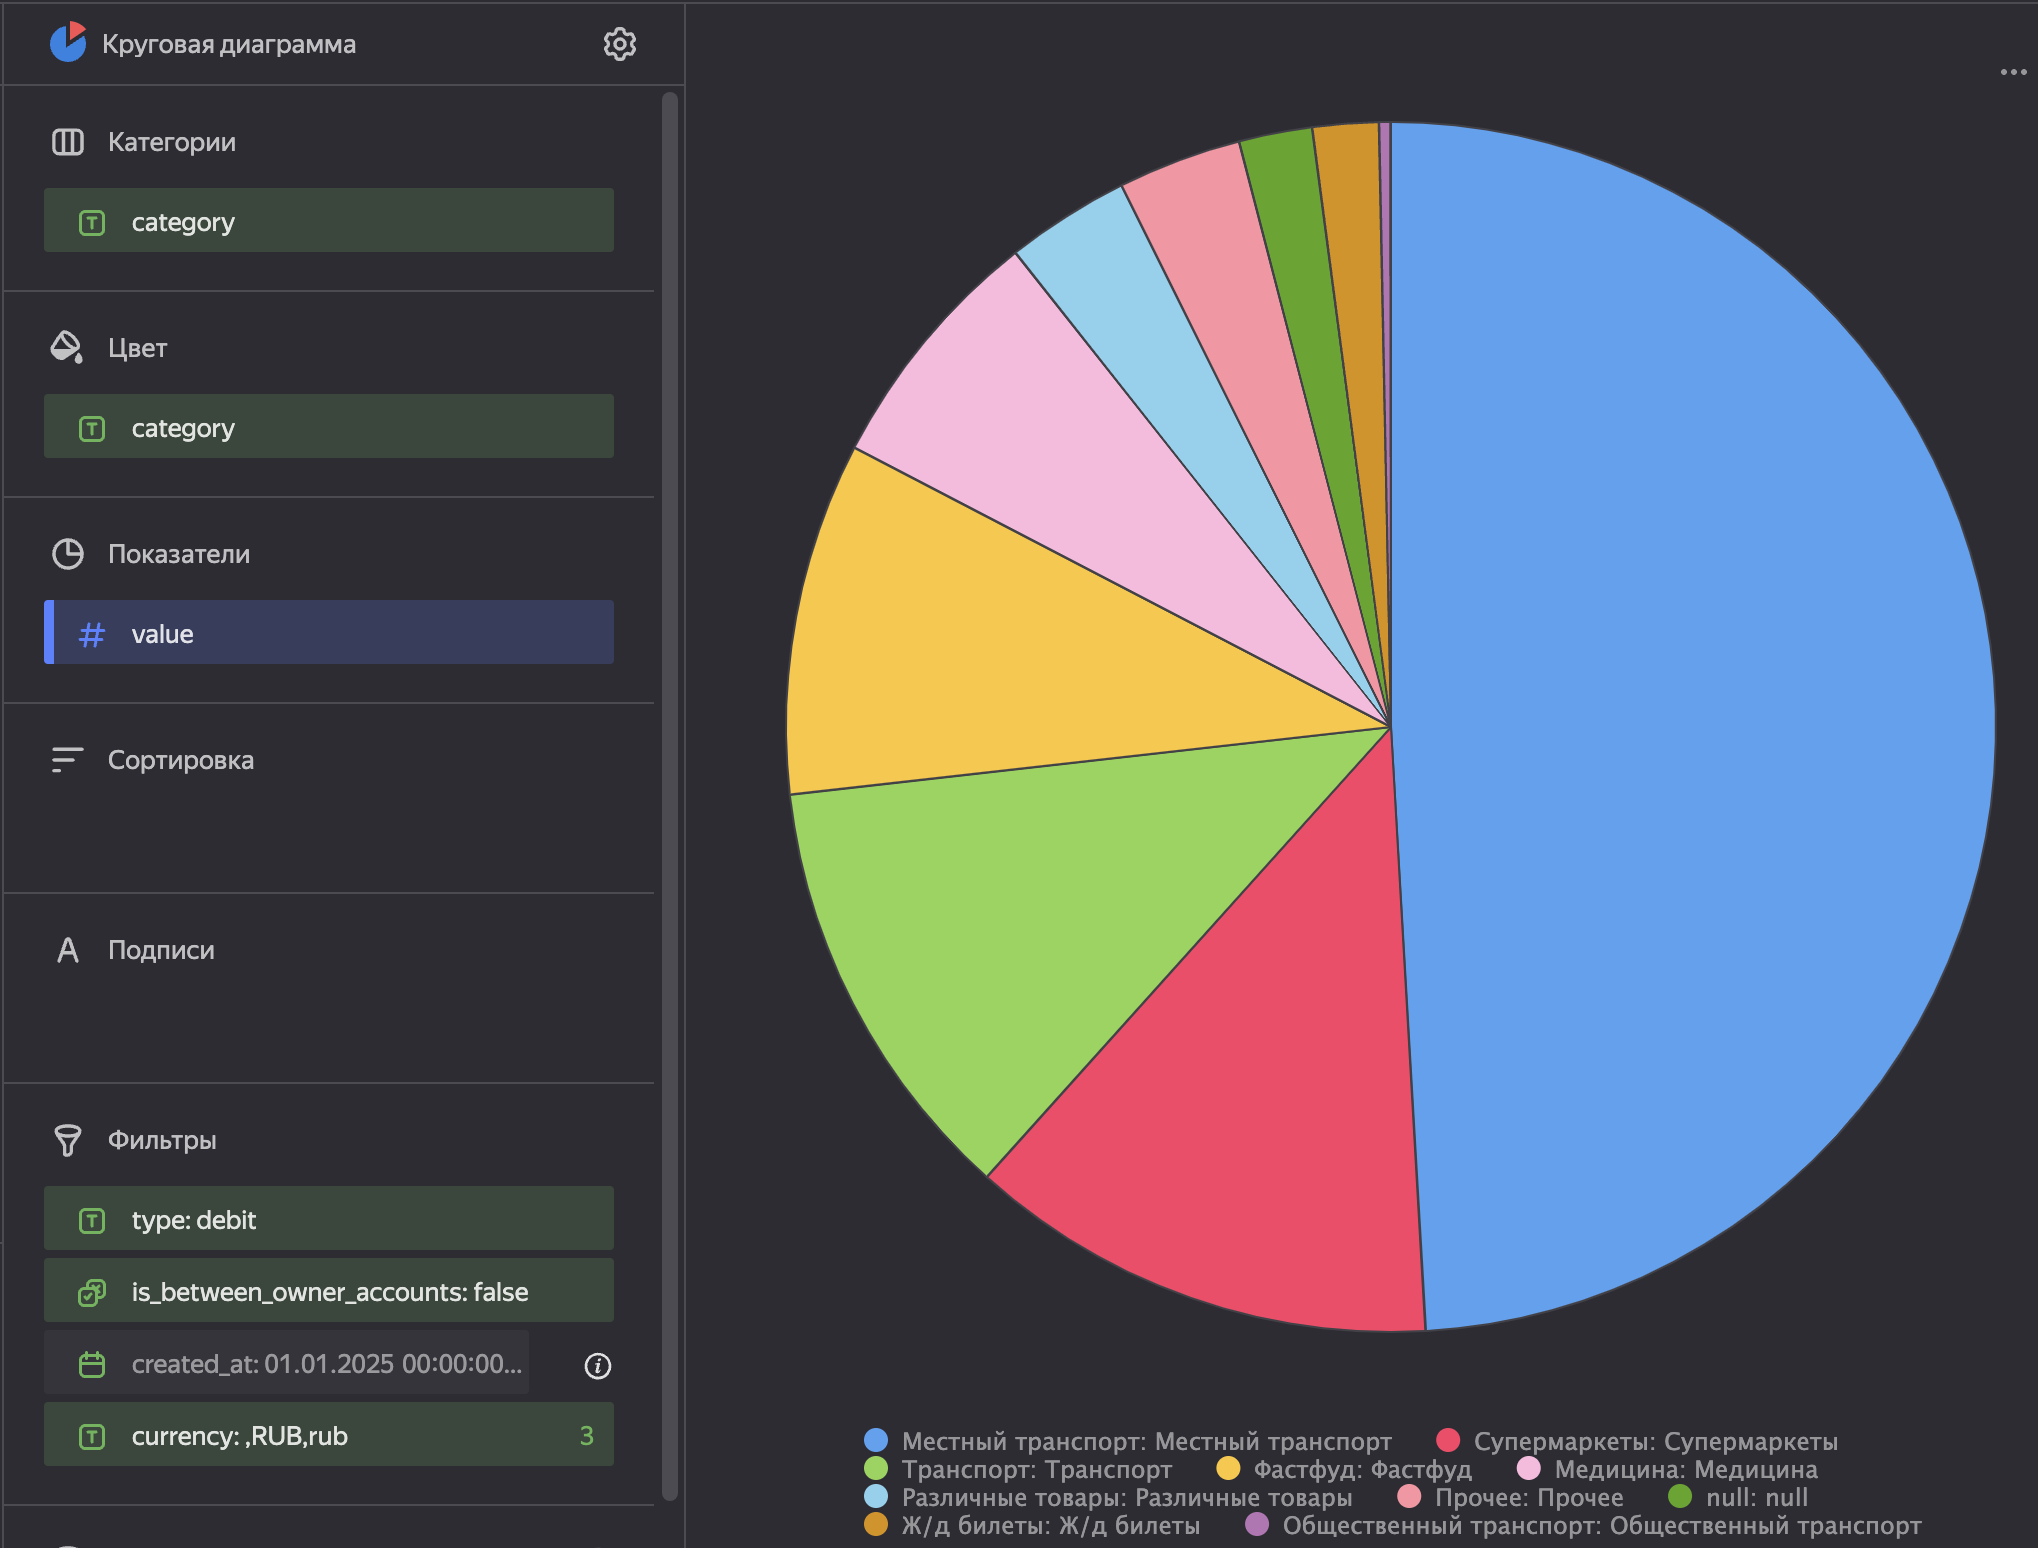 Круговая диаграмма
Категории
category
Цвет
category
Показатели
value
Сортировка
Подписи
Фильтры
type: debit
is_between_owner_accounts: false
created_at: 01.01.2025 00:00:00...
currency: ,RUB,rub 3
Местный транспорт: Местный транспорт Супермаркеты: Супермаркеты
Транспорт: Транспорт Фастфуд: Фастфуд Медицина: Медицина
Различные товары: Различные товары Прочее: Прочее null: null
Ж/д билеты: Ж/д билеты Общественный транспорт: Общественный транспорт